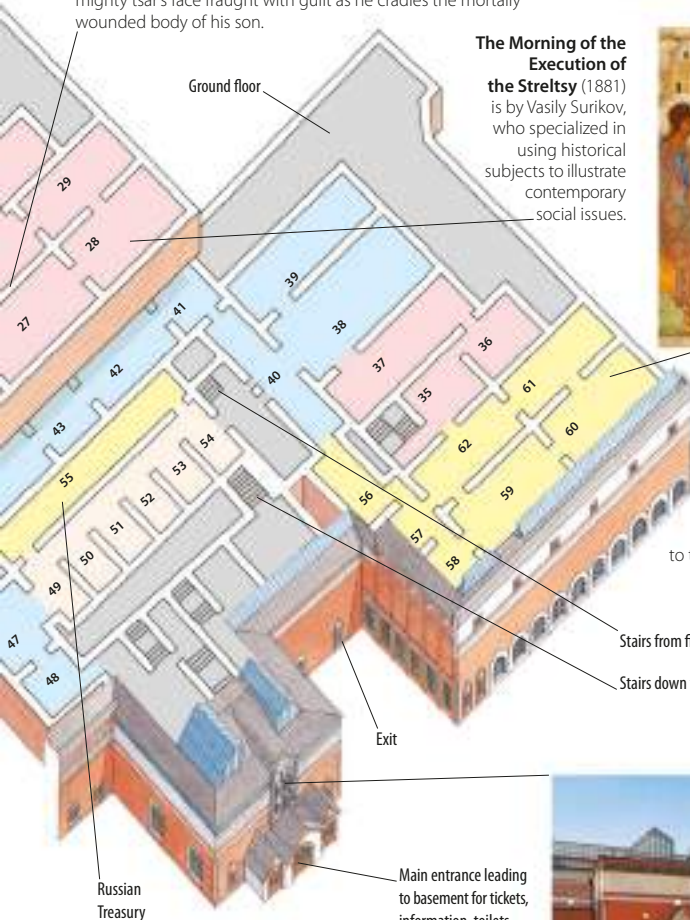 mighty tsar's face fraught with guilt as he cradles the mortally
wounded body of his son.
The Morning of the
Execution of
the Streltsy (1881)
is by Vasily Surikov,
who specialized in
using historical
subjects to illustrate
contemporary
social issues.
Ground floor
29
28
27
41
42
43
39
38
40
37
36
35
61
60
62
59
56
57
58
55
54
53
52
51
50
49
47
48
to
Stairs from
Stairs down
Exit
Russian
Treasury
Main entrance leading
to basement for tickets,
information, toilets